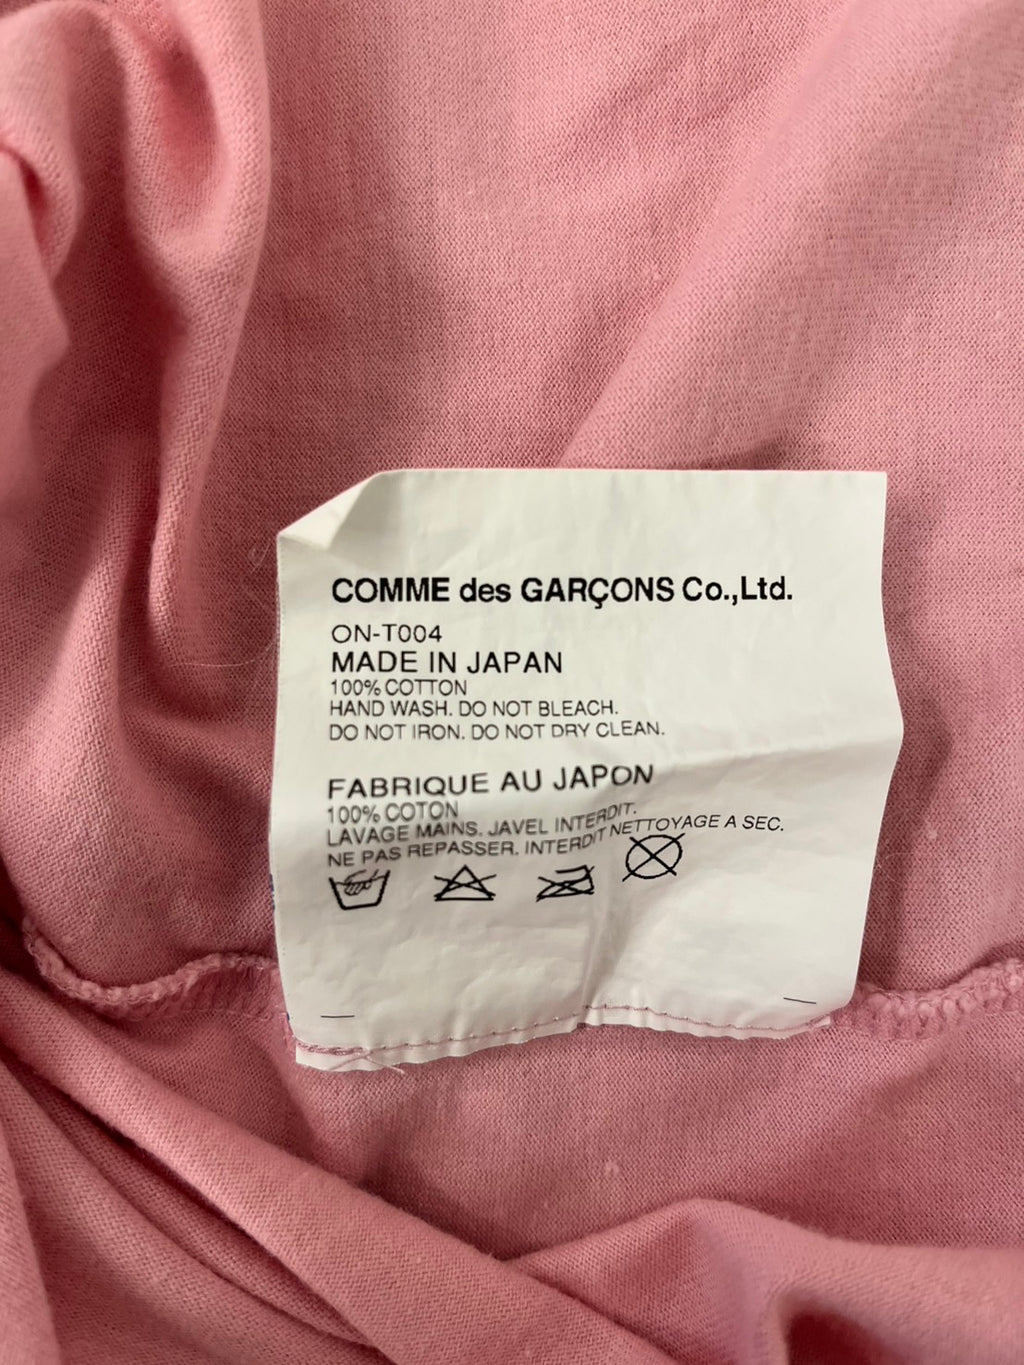 COMME des GARÇONS Co.,Ltd.
ON-T004
MADE IN JAPAN
100% COTTON
HAND WASH. DO NOT BLEACH.
DO NOT IRON. DO NOT DRY CLEAN.
FABRIQUE AU JAPON
100% COTON
LAVAGE MAINS. JAVEL INTERDIT.
NE PAS REPASSER. INTERDIT NETTOYAGE A SEC.